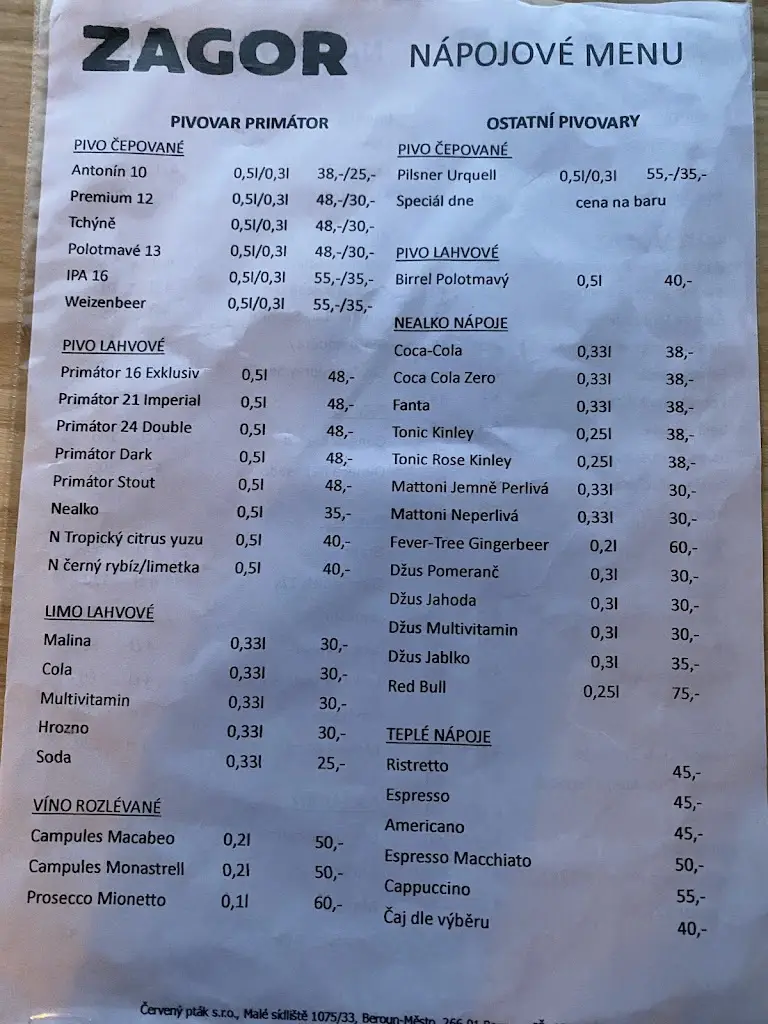 ZAGOR NÁPOJOVÉ MENU
PIVOVAR PRIMÁTOR
PIVO ČEPOVANÉ
Antonín 10 0,5l/0,3l 38,-/25,-
Premium 12 0,5l/0,3l 48,-/30,-
Tchýně 0,5l/0,3l 48,-/30,-
Polotmavé 13 0,5l/0,3l 48,-/30,-
IPA 16 0,5l/0,3l 55,-/35,-
Weizenbeer 0,5l/0,3l 55,-/35,-
PIVO LAHVOVÉ
Primátor 16 Exklusiv 0,5l 48,-
Primátor 21 Imperial 0,5l 48,-
Primátor 24 Double 0,5l 48,-
Primátor Dark 0,5l 48,-
Primátor Stout 0,5l 48,-
Nealko 0,5l 35,-
N Tropický citrus yuzu 0,5l 40,-
N černý rybíz/limetka 0,5l 40,-
LIMO LAHVOVÉ
Malina 0,33l 30,-
Cola 0,33l 30,-
Multivitamin 0,33l 30,-
Hrozno 0,33l 30,-
Soda 0,33l 25,-
VÍNO ROZLÉVANÉ
Campules Macabeo 0,2l 50,-
Campules Monastrell 0,2l 50,-
Prosecco Mionetto 0,1l 60,-
OSTATNÍ PIVOVARY
PIVO ČEPOVANÉ
Pilsner Urquell 0,5l/0,3l 55,-/35,-
Speciál dne cena na baru
PIVO LAHVOVÉ
Birrel Polotmavý 0,5l 40,-
NEALKO NÁPOJE
Coca-Cola 0,33l 38,-
Coca Cola Zero 0,33l 38,-
Fanta 0,33l 38,-
Tonic Kinley 0,25l 38,-
Tonic Rose Kinley 0,25l 38,-
Mattoni Jemně Perlivá 0,33l 30,-
Mattoni Neperlivá 0,33l 30,-
Fever-Tree Gingerbeer 0,2l 60,-
Džus Pomeranč 0,3l 30,-
Džus Jahoda 0,3l 30,-
Džus Multivitamin 0,3l 30,-
Džus Jablko 0,3l 35,-
Red Bull 0,25l 75,-
TEPLÉ NÁPOJE
Ristretto 45,-
Espresso 45,-
Americano 45,-
Espresso Macchiato 50,-
Cappuccino 55,-
Čaj dle výběru 40,-
Červený pták s.r.o., Malé sídliště 1075/33, Beroun-Město, 266 01